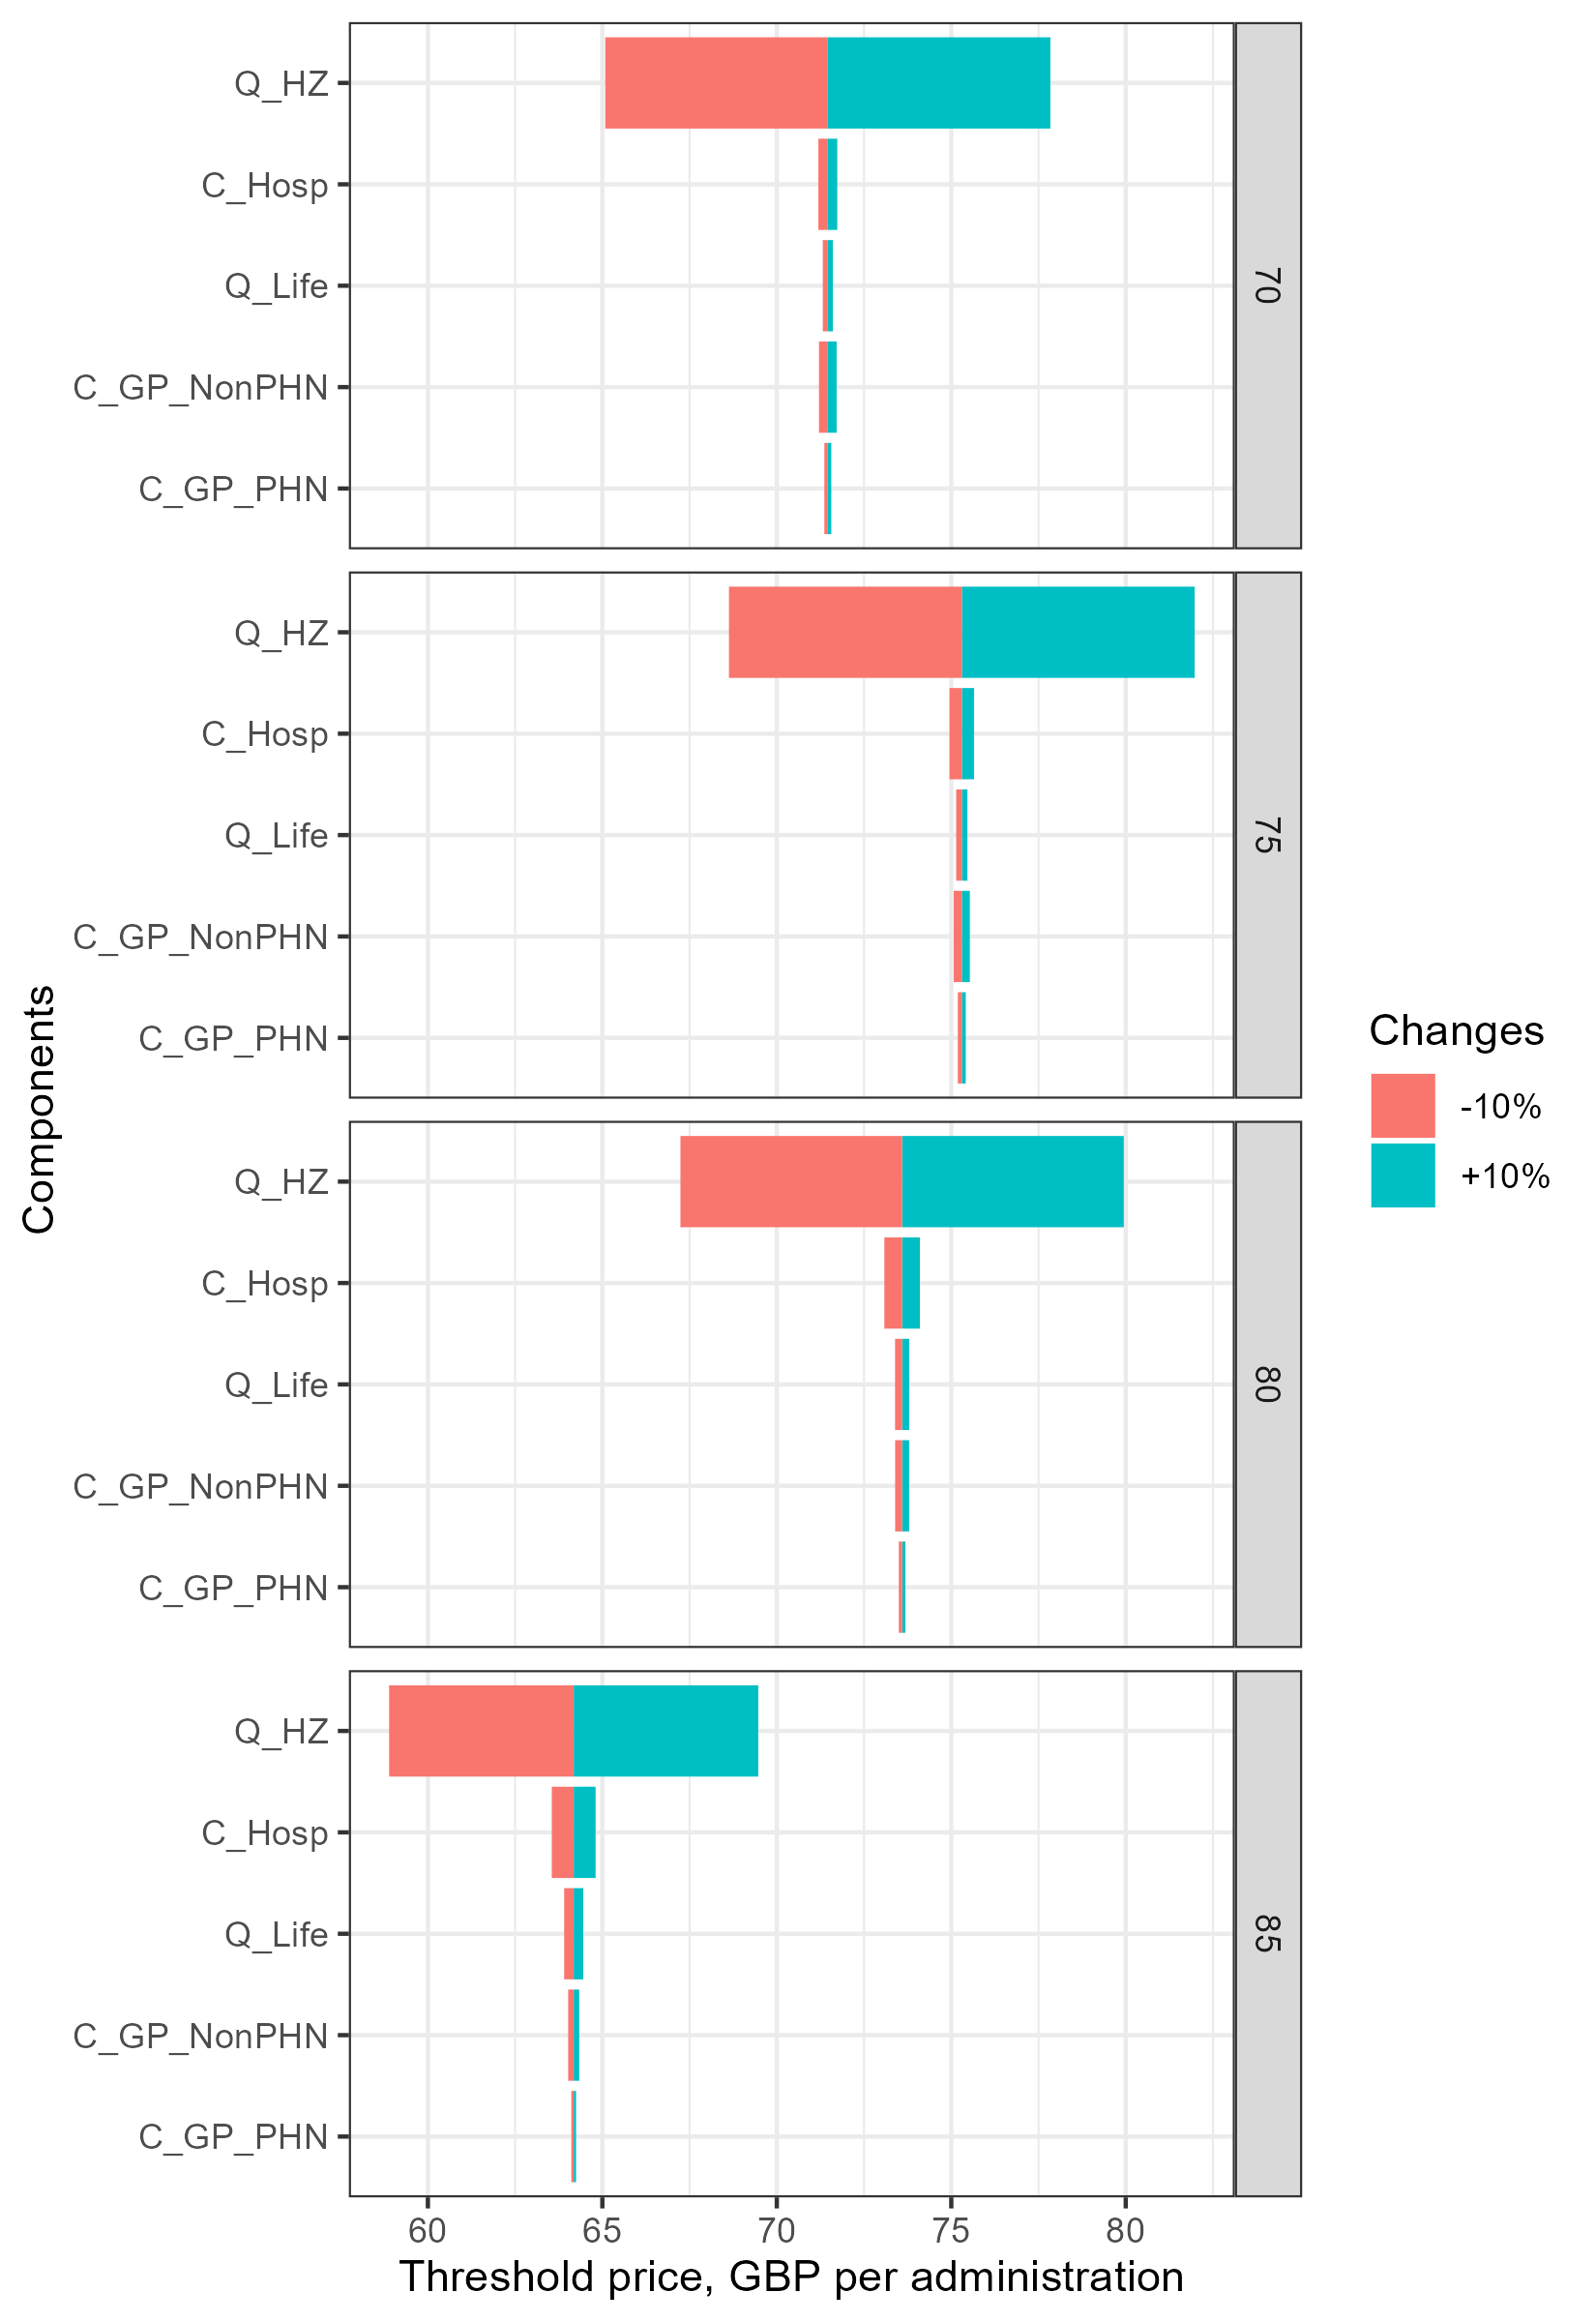 Q_HZ
C_Hosp
Q_Life
C_GP_NonPHN
C_GP_PHN
70
Q_HZ
C_Hosp
Q_Life
C_GP_NonPHN
C_GP_PHN
75
Q_HZ
C_Hosp
Q_Life
C_GP_NonPHN
C_GP_PHN
80
Q_HZ
C_Hosp
Q_Life
C_GP_NonPHN
C_GP_PHN
85
60 65 70 75 80
Threshold price, GBP per administration
Components
Changes
-10%
+10%